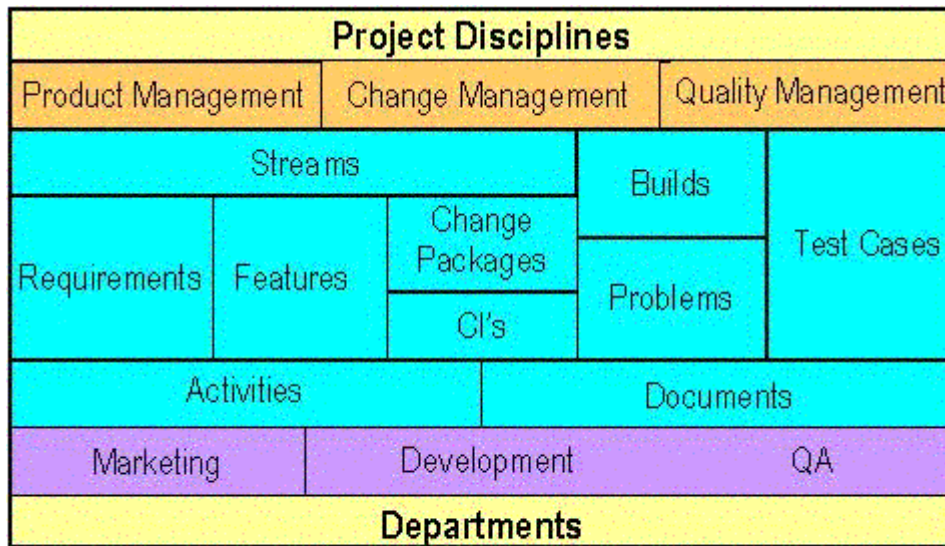 Project Disciplines
Product Management
Change Management
Quality Management
Streams
Builds
Test Cases
Requirements
Features
Change
Packages
CI's
Problems
Activities
Documents
Marketing
Development
QA
Departments